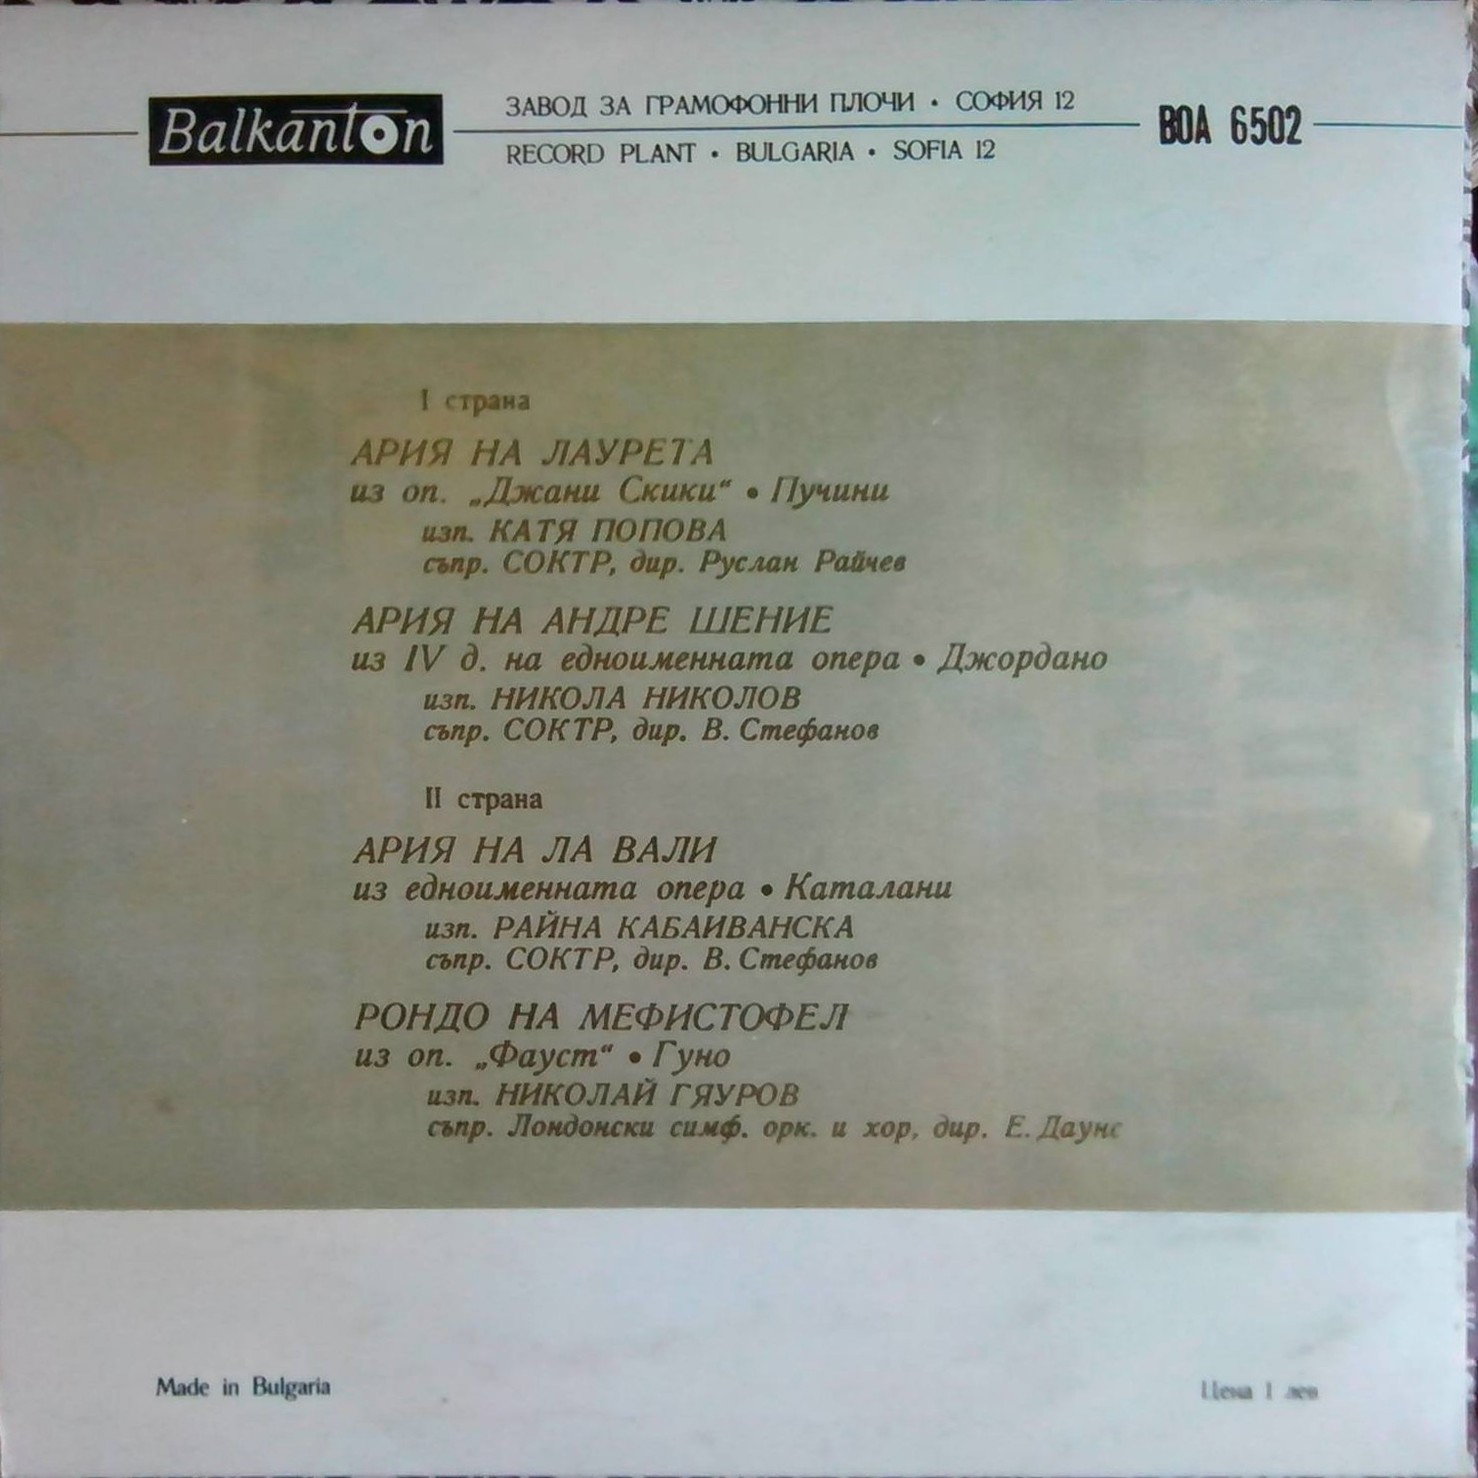 Balkanton
ЗАВОД ЗА ГРАМОФОННИ ПЛОЧИ • СОФИЯ 12
RECORD PLANT • BULGARIA • SOFIA 12
ВОА 6502
I страна
АРИЯ НА ЛАУРЕТА
из оп. „Джани Скики“ • Пучини
изп. КАТЯ ПОПОВА
съпр. СОКТР, дир. Руслан Райчев
АРИЯ НА АНДРЕ ШЕНИЕ
из IV д. на едноименната опера • Джордано
изп. НИКОЛА НИКОЛОВ
съпр. СОКТР, дир. В. Стефанов
II страна
АРИЯ НА ЛА ВАЛИ
из едноименната опера • Каталани
изп. РАЙНА КАБАИВАНСКА
съпр. СОКТР, дир. В. Стефанов
РОНДО НА МЕФИСТОФЕЛ
из оп. „Фауст“ • Гуно
изп. НИКОЛАЙ ГЯУРОВ
съпр. Лондонски симф. орк. и хор, дир. Е. Даунс
Made in Bulgaria
Цена 1 лев